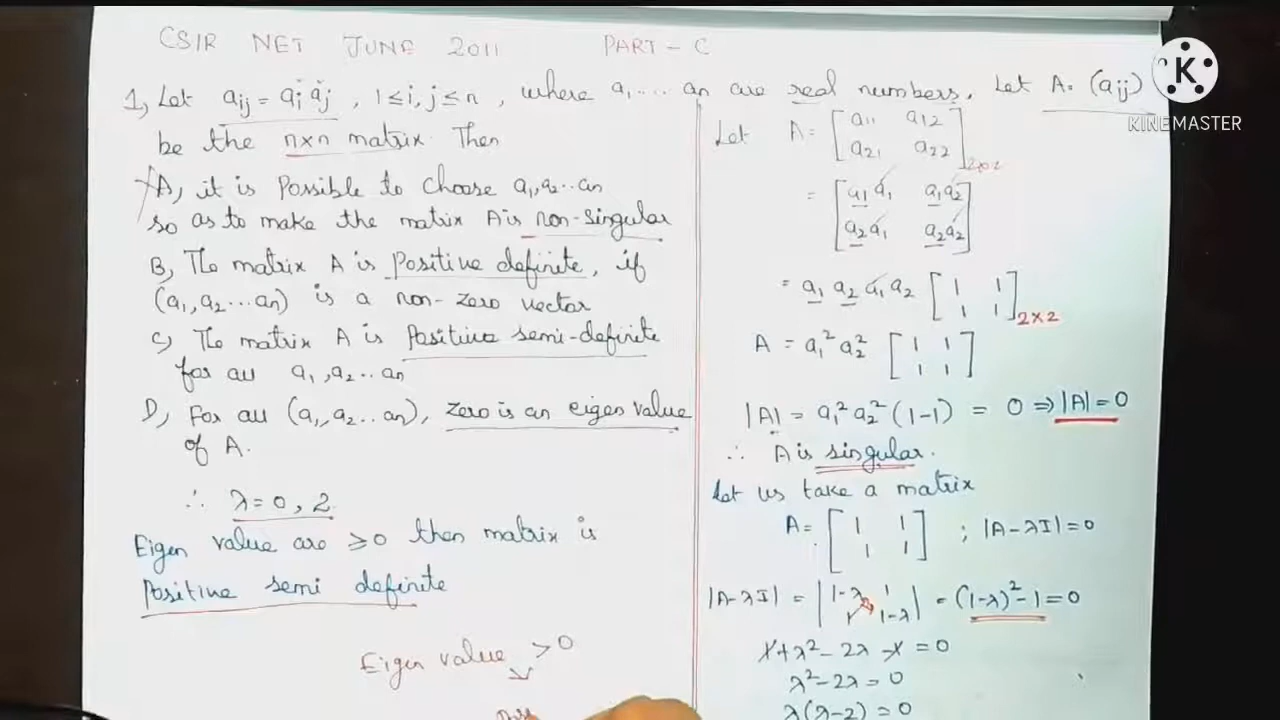 CSIR NET JUNE 2011 PART - C
1, Let aij = ai aj , 1 ≤ i, j ≤ n , where a1 .... an are real numbers. Let A = (aij)
be the n×n matrix. Then
A, it is Possible to choose a1, a2 .. an
so as to make the matrix A is non-singular
B, The matrix A is Positive definite, if
(a1, a2 ... an) is a non-zero vector
C, The matrix A is Positive semi-definite
for all a1, a2 .. an
D, For all (a1, a2 ... an), zero is an eigen value
of A.
∴ λ = 0, 2
Eigen value are ≥ 0 then matrix is
Positive semi definite
Eigen value > 0
Let A = [ a11 a12
a21 a22 ]2×2
= [ a1a1 a1a2
a2a1 a2a2 ]
= a1 a2 a1 a2 [ 1 1
1 1 ]2×2
A = a1² a2² [ 1 1
1 1 ]
|A| = a1² a2² (1-1) = 0 ⇒ |A| = 0
∴ A is singular.
Let us take a matrix
A = [ 1 1
1 1 ] ; |A-λI| = 0
|A-λI| = | 1-λ 1
1 1-λ | = (1-λ)² - 1 = 0
1 + λ² - 2λ - 1 = 0
λ² - 2λ = 0
λ(λ-2) = 0
K
KINEMASTER